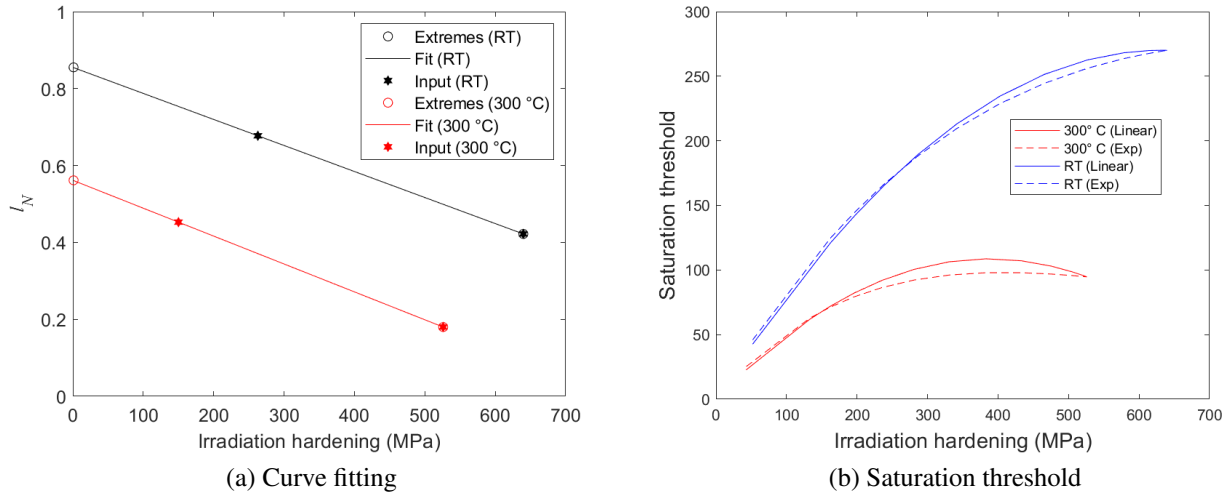 1
0.8
0.6
0.4
0.2
0
l_N
0 100 200 300 400 500 600 700
Irradiation hardening (MPa)
Extremes (RT)
Fit (RT)
Input (RT)
Extremes (300 °C)
Fit (300 °C)
Input (300 °C)
(a) Curve fitting
300
250
200
150
100
50
0
Saturation threshold
0 100 200 300 400 500 600 700
Irradiation hardening (MPa)
300° C (Linear)
300° C (Exp)
RT (Linear)
RT (Exp)
(b) Saturation threshold